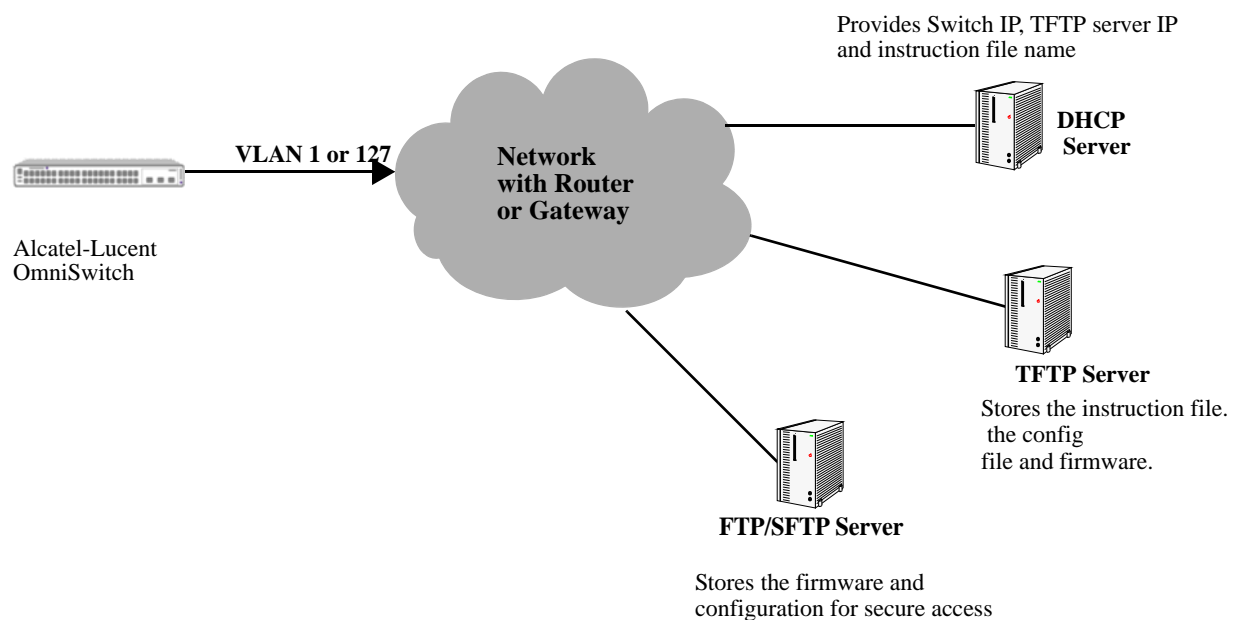 Provides Switch IP, TFTP server IP
and instruction file name
DHCP
Server
VLAN 1 or 127
Network
with Router
or Gateway
Alcatel-Lucent
OmniSwitch
TFTP Server
Stores the instruction file.
the config
file and firmware.
FTP/SFTP Server
Stores the firmware and
configuration for secure access